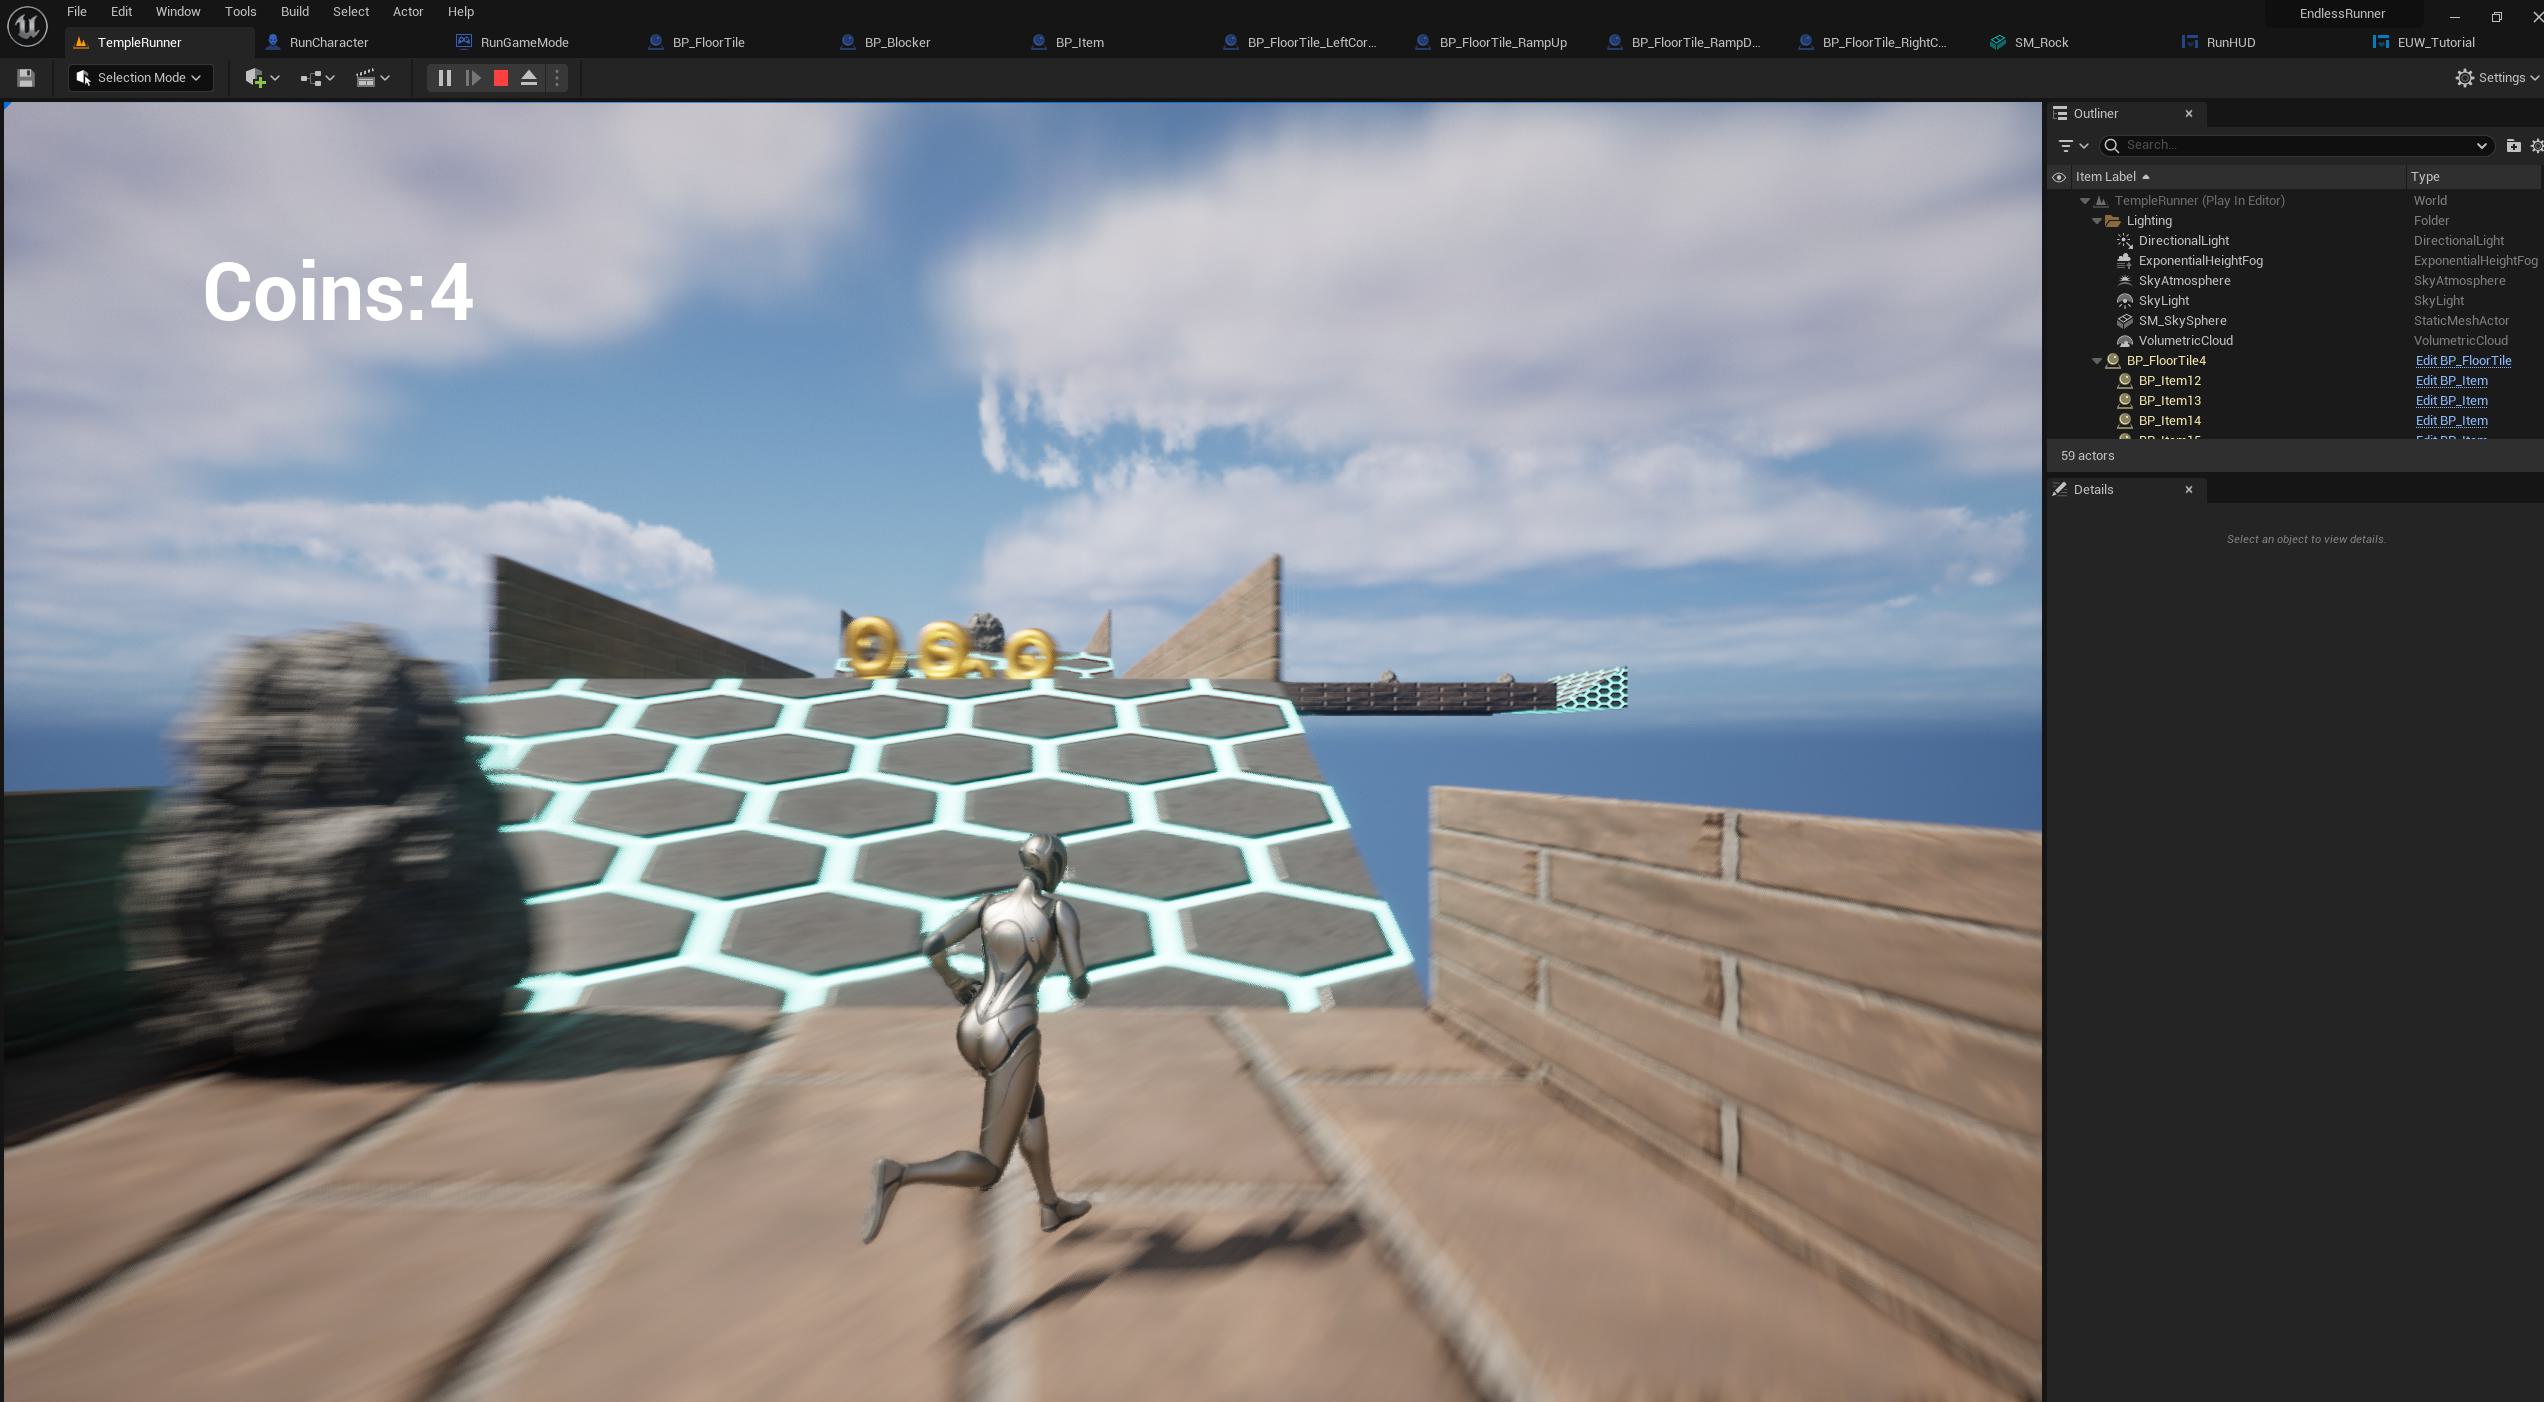 File Edit Window Tools Build Select Actor Help
EndlessRunner
TempleRunner RunCharacter RunGameMode BP_FloorTile BP_Blocker BP_Item BP_FloorTile_LeftCor... BP_FloorTile_RampUp BP_FloorTile_RampD... BP_FloorTile_RightC... SM_Rock RunHUD EUW_Tutorial
Selection Mode
Settings
Coins:4
Outliner
Search...
Item Label Type
TempleRunner (Play In Editor) World
Lighting Folder
DirectionalLight DirectionalLight
ExponentialHeightFog ExponentialHeightFog
SkyAtmosphere SkyAtmosphere
SkyLight SkyLight
SM_SkySphere StaticMeshActor
VolumetricCloud VolumetricCloud
BP_FloorTile4 Edit BP_FloorTile
BP_Item12 Edit BP_Item
BP_Item13 Edit BP_Item
BP_Item14 Edit BP_Item
59 actors
Details
Select an object to view details.